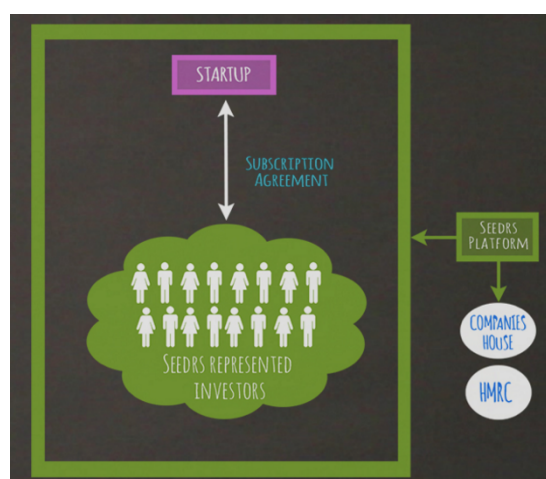 STARTUP
SUBSCRIPTION
AGREEMENT
SEEDRS REPRESENTED
INVESTORS
SEEDRS
PLATFORM
COMPANIES
HOUSE
HMRC